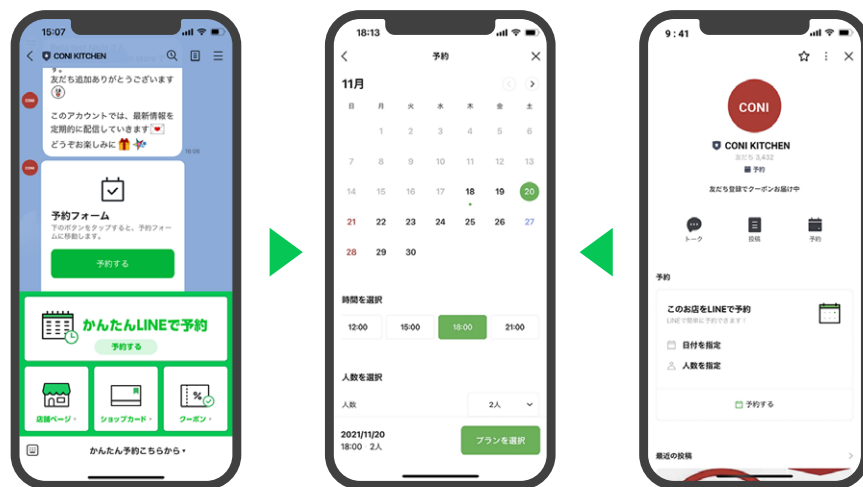 15:07
CONI KITCHEN
友だち追加ありがとうございます
CONI
このアカウントでは、最新情報を
定期的に配信していきます
どうぞお楽しみに
16:06
CONI
予約フォーム
下のボタンをタップすると、予約フォー
ムに移動します。
予約する
かんたんLINEで予約
予約する
店舗ページ
ショップカード
クーポン
かんたん予約こちらから
18:13
予約
11月
日 月 火 水 木 金 土
1 2 3 4 5 6
7 8 9 10 11 12 13
14 15 16 17 18 19 20
21 22 23 24 25 26 27
28 29 30
時間を選択
12:00 15:00 18:00 21:00
人数を選択
人数 2人
2021/11/20
18:00 2人
プランを選択
9:41
CONI
CONI KITCHEN
友だち 3,432
予約
友だち登録でクーポンお届け中
トーク 投稿 予約
予約
このお店をLINEで予約
LINEで簡単に予約できます！
日付を指定
人数を指定
予約する
最近の投稿